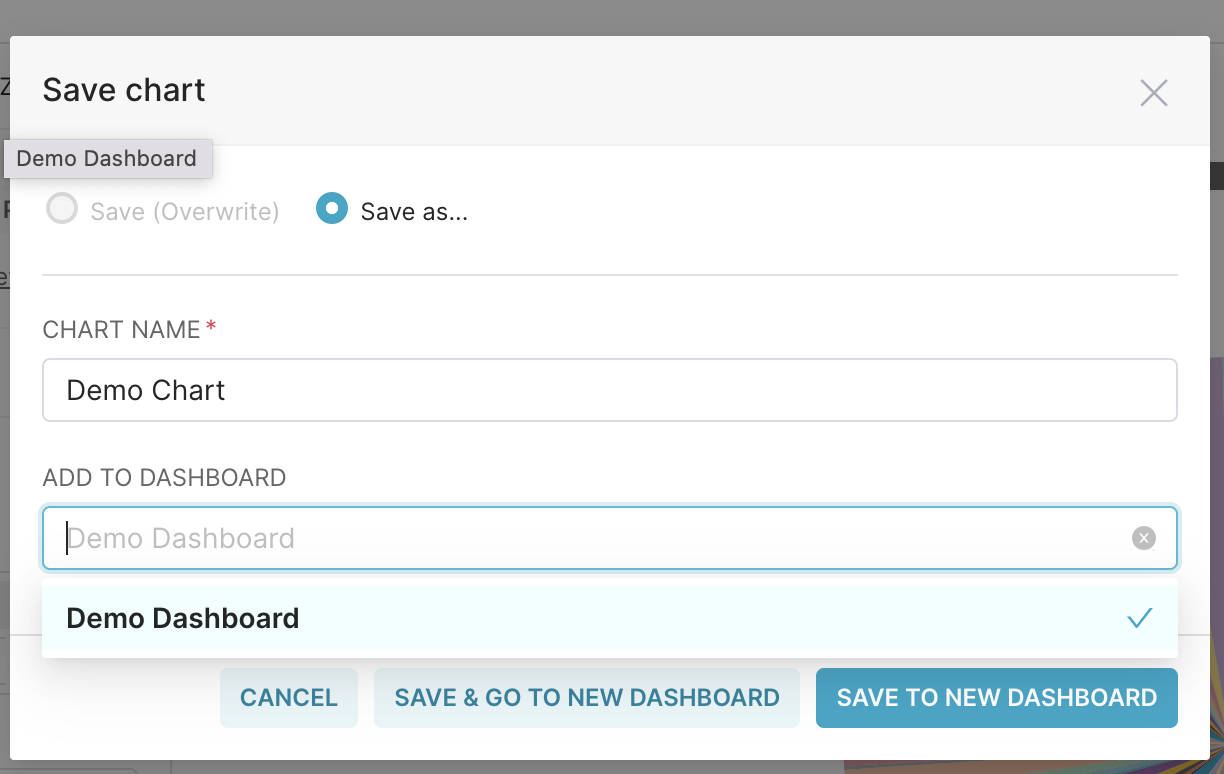 Save chart
Demo Dashboard
Save (Overwrite)
Save as...
CHART NAME *
Demo Chart
ADD TO DASHBOARD
Demo Dashboard
Demo Dashboard
CANCEL
SAVE & GO TO NEW DASHBOARD
SAVE TO NEW DASHBOARD